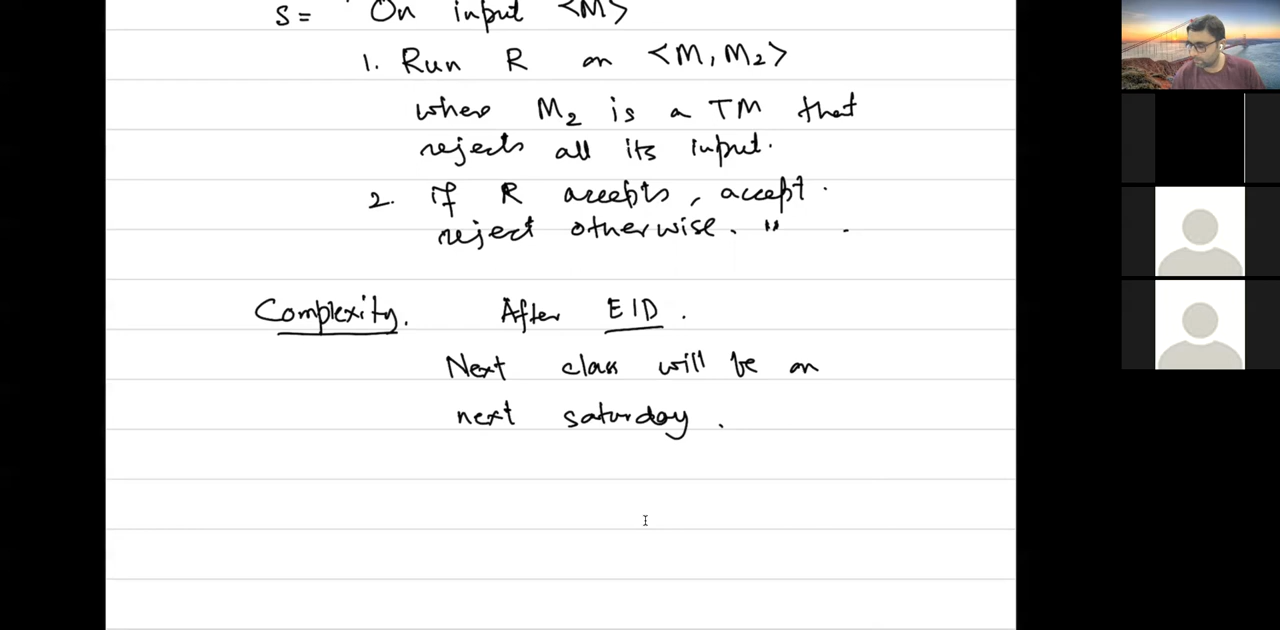 S = " On input <M>
1. Run R on <M, M2>
where M2 is a TM that
rejects all its input.
2. if R accepts, accept.
reject otherwise. "
Complexity. After EID.
Next class will be on
next saturday.